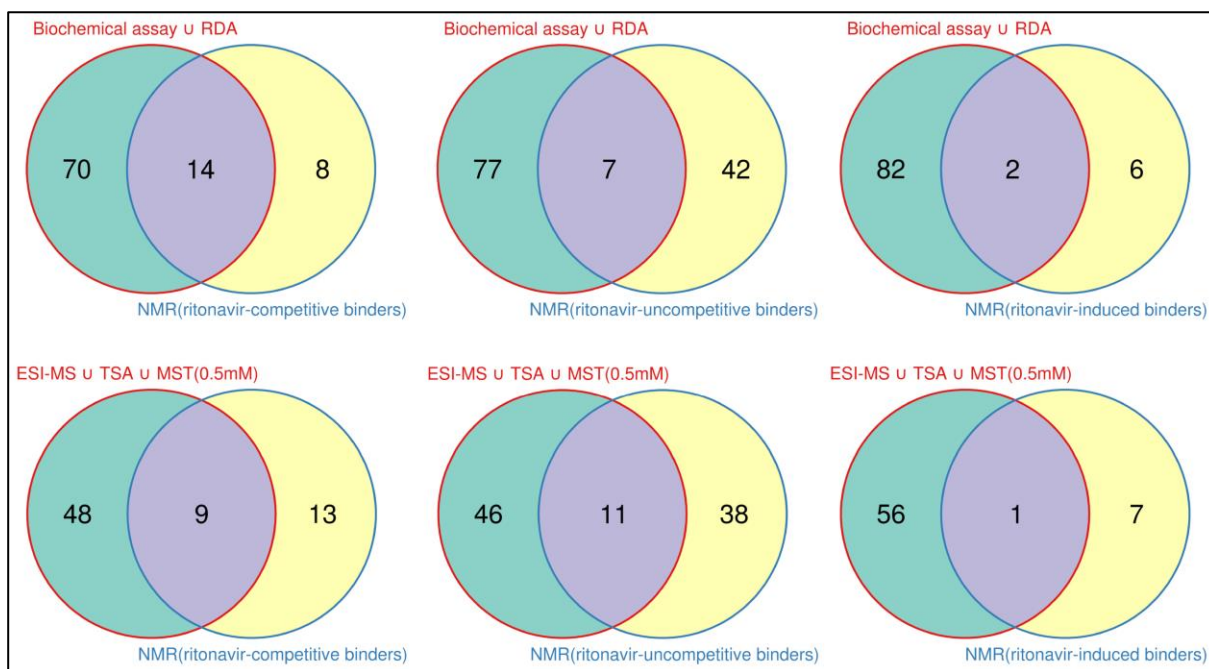 Biochemical assay ∪ RDA
70
14
8
NMR(ritonavir-competitive binders)
Biochemical assay ∪ RDA
77
7
42
NMR(ritonavir-uncompetitive binders)
Biochemical assay ∪ RDA
82
2
6
NMR(ritonavir-induced binders)
ESI-MS ∪ TSA ∪ MST(0.5mM)
48
9
13
NMR(ritonavir-competitive binders)
ESI-MS ∪ TSA ∪ MST(0.5mM)
46
11
38
NMR(ritonavir-uncompetitive binders)
ESI-MS ∪ TSA ∪ MST(0.5mM)
56
1
7
NMR(ritonavir-induced binders)